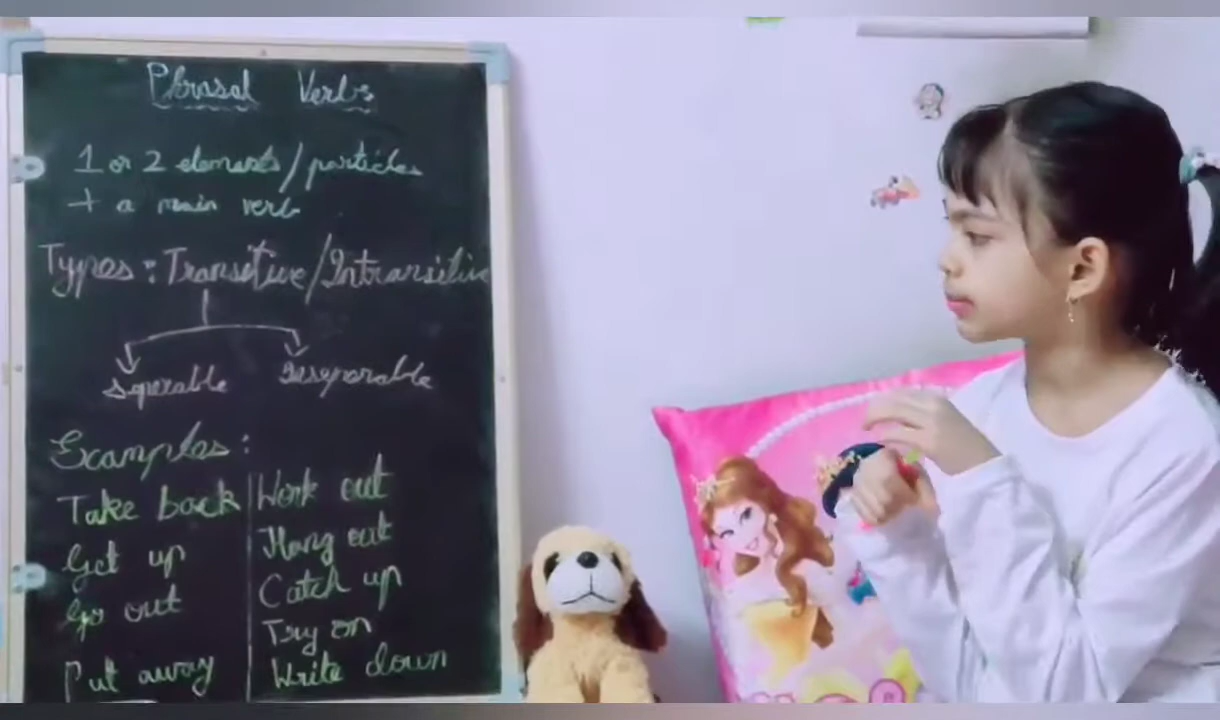 Phrasal Verbs
1 or 2 elements/particles
+ a main verb
Types: Transitive/Intransitive
Seperable Inseparable
Examples:
Take back
Get up
Go out
Put away
Work out
Hang out
Catch up
Try on
Write down